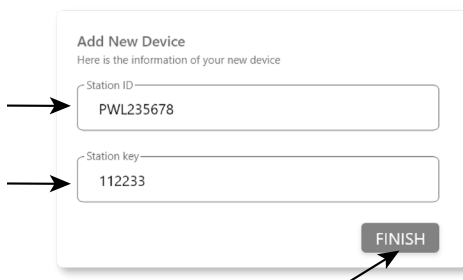 Add New Device
Here is the information of your new device
Station ID
PWL235678
Station key
112233
FINISH